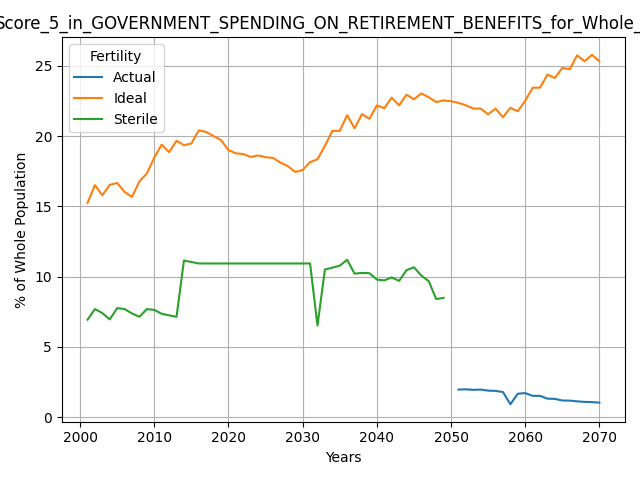 Score_5_in_GOVERNMENT_SPENDING_ON_RETIREMENT_BENEFITS_for_Whole_
Fertility
Actual
Ideal
Sterile
% of Whole Population
25
20
15
10
5
0
2000 2010 2020 2030 2040 2050 2060 2070
Years